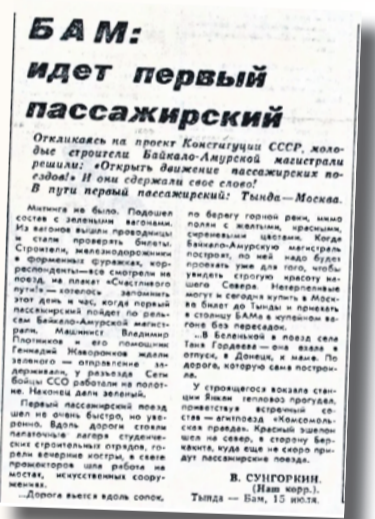 БАМ:
идет первый
пассажирский
Откликаясь на проект Конституции СССР, моло-
дые строители Байкало-Амурской магистрали
решили: «Открыть движение пассажирских по-
ездов!» И они сдержали свое слово!
В пути первый пассажирский: Тында—Москва.
Митинга не было. Подошел
состав с зелеными вагонами.
Из вагонов вышли проводницы
и стали проверять билеты.
Строители, железнодорожники
в форменных фуражках, кор-
респонденты—все смотрели на
поезд, на плакат «Счастливого
пути!»— хотелось запомнить
этот день и час, когда первый
пассажирский пойдет по рель-
сам Байкало-Амурской магист-
рали. Машинист Владимир
Плотников и его помощник
Геннадий Жаворонков ждали
зеленого — отправление за-
держивали, у разъезда Сети
бойцы ССО работали на полот-
не. Наконец дали зеленый.
Первый пассажирский поезд
шел не очень быстро, но уве-
ренно. Вдоль дороги стояли
палаточные лагеря студенче-
ских строительных отрядов, го-
рели вечерние костры, в свете
прожекторов шла работа на
мостах, искусственных соору-
жениях.
...Дорога вьется вдоль сопок,
по берегу горной реки, мимо
полян с желтыми, красными,
сиреневыми цветами. Когда
Байкало-Амурскую магистраль
построят, по ней надо будет
проехать уже для того, чтобы
увидеть строгую красоту на-
шего Севера. Нетерпеливые
могут и сегодня купить в Моск-
ве билет до Тынды и приехать
в столицу БАМа в купейном ва-
гоне без пересадок.
...В Беленькой в поезд села
Таня Гордеева — она ехала в
отпуск, в Донецк, к маме. По
дороге, которую сама построи-
ла.
У строящегося вокзала стан-
ции Янкан тепловоз прогудел,
приветствуя встречный со-
став — агитпоезд «Комсомоль-
ская правда». Красный эшелон
шел на север, в сторону Бер-
какита, куда еще не скоро при-
дут пассажирские поезда.
В. СУНГОРКИН.
(Наш корр.).
Тында — Бам, 15 июля.